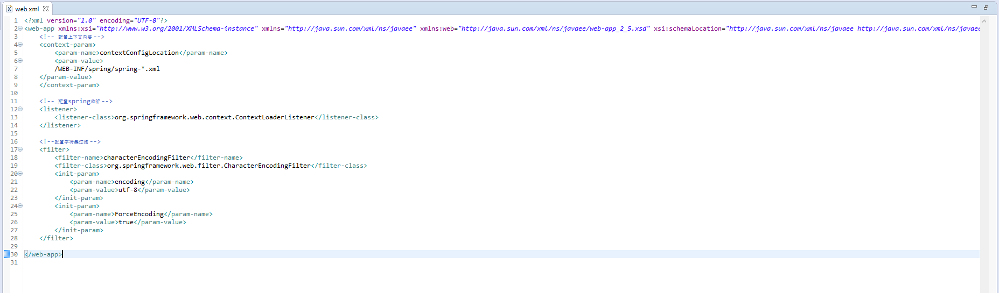 web.xml
1 <?xml version="1.0" encoding="UTF-8"?>
2 <web-app xmlns:xsi="http://www.w3.org/2001/XMLSchema-instance" xmlns="http://java.sun.com/xml/ns/javaee" xmlns:web="http://java.sun.com/xml/ns/javaee/web-app_2_5.xsd" xsi:schemaLocation="http://java.sun.com/xml/ns/javaee http://java.sun.com/xml/ns/javaee
3 <!-- 配置上下文内容 -->
4 <context-param>
5 <param-name>contextConfigLocation</param-name>
6 <param-value>
7 /WEB-INF/spring/spring-*.xml
8 </param-value>
9 </context-param>
10
11 <!-- 配置spring监听 -->
12 <listener>
13 <listener-class>org.springframework.web.context.ContextLoaderListener</listener-class>
14 </listener>
15
16 <!--配置字符集过滤 -->
17 <filter>
18 <filter-name>characterEncodingFilter</filter-name>
19 <filter-class>org.springframework.web.filter.CharacterEncodingFilter</filter-class>
20 <init-param>
21 <param-name>encoding</param-name>
22 <param-value>utf-8</param-value>
23 </init-param>
24 <init-param>
25 <param-name>ForceEncoding</param-name>
26 <param-value>true</param-value>
27 </init-param>
28 </filter>
29
30 </web-app>
31